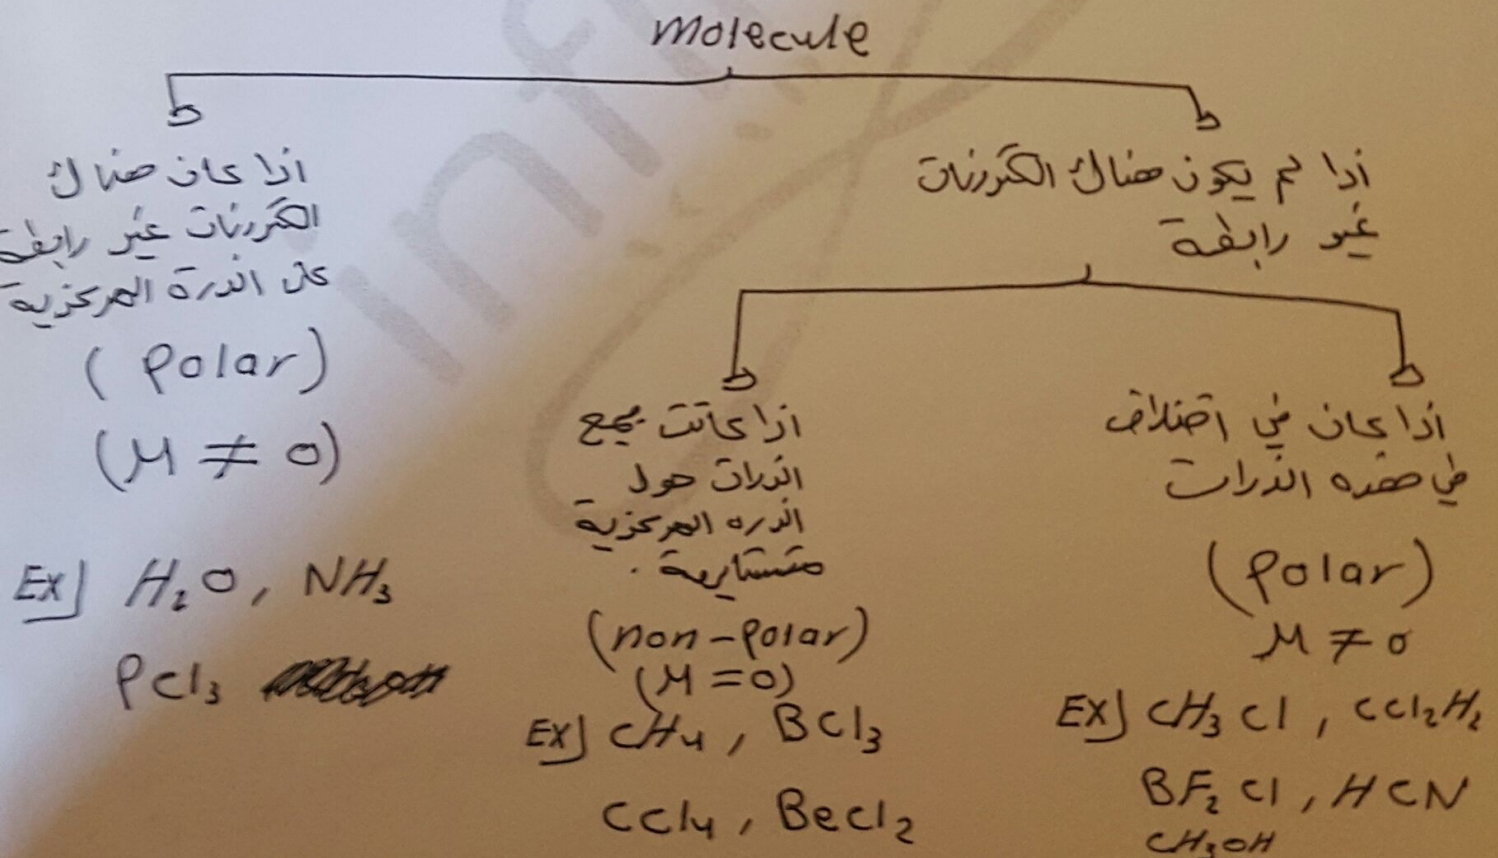 Molecule
اذا كان هناك
الكترونات غير رابطة
على الذرة المركزية
(Polar)
(μ ≠ 0)
Ex] H₂O, NH₃
PCl₃
اذا لم يكون هناك الكترونات
غير رابطة
اذا كانت جميع
الذرات حول
الذره المركزية
متساوية .
(non-Polar)
(μ = 0)
Ex] CH₄, BCl₃
CCl₄, BeCl₂
اذا كان في اختلاف
في هذه الذرات
(Polar)
μ ≠ 0
Ex] CH₃Cl, CCl₂H₂
BF₂Cl, HCN
CH₃OH